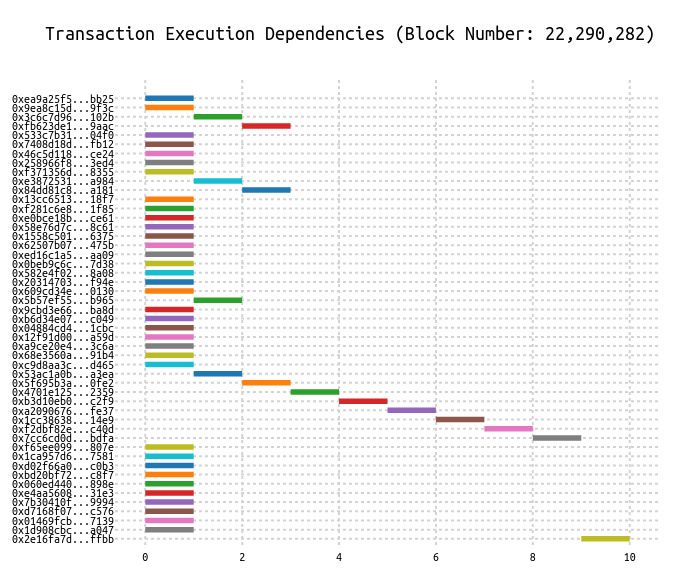 Transaction Execution Dependencies (Block Number: 22,290,282)
0xea9a25f5...bb25
0x9ea8c15d...9f3c
0x3c6c7d96...102b
0xfb623de1...9aac
0x533c7b31...04f0
0x7408d18d...fb12
0x46c5d118...ce24
0x258966f8...3ed4
0xf371356d...8355
0xe3872531...a984
0x84dd81c8...a181
0x13cc6513...18f7
0xf281c6e8...1f85
0xe0bce18b...ce61
0x58e76d7c...8c61
0x1558c501...6375
0x62507b07...475b
0xed16c1a5...aa09
0x0beb9c6c...7d38
0x582e4f02...8a08
0x20314703...f94e
0x609cd34e...0130
0x5b57ef55...b965
0x9cbd3e66...ba8d
0xb6d34e07...c049
0x04884cd4...1cbc
0x12f91d00...a59d
0xa9ce20e4...3c6a
0x68e3560a...91b4
0xc9d8aa3c...d465
0x53ac1a0b...a3ea
0x5f695b3a...0fe2
0x4701e125...2359
0xb3d10eb0...c2f9
0xa2090676...fe37
0x1cc38638...14e9
0xf2dbf82e...c40d
0x7cc6cd0d...bdfa
0xf65ee099...807e
0x1ca957d6...7581
0xd02f66a0...c0b3
0xbd20bf72...c8f7
0x060ed440...898e
0xe4aa5608...31e3
0x7b30410f...9994
0xd7168f07...c576
0x01469fcb...7139
0x1d908cbc...a047
0x2e16fa7d...ffbb
0 2 4 6 8 10